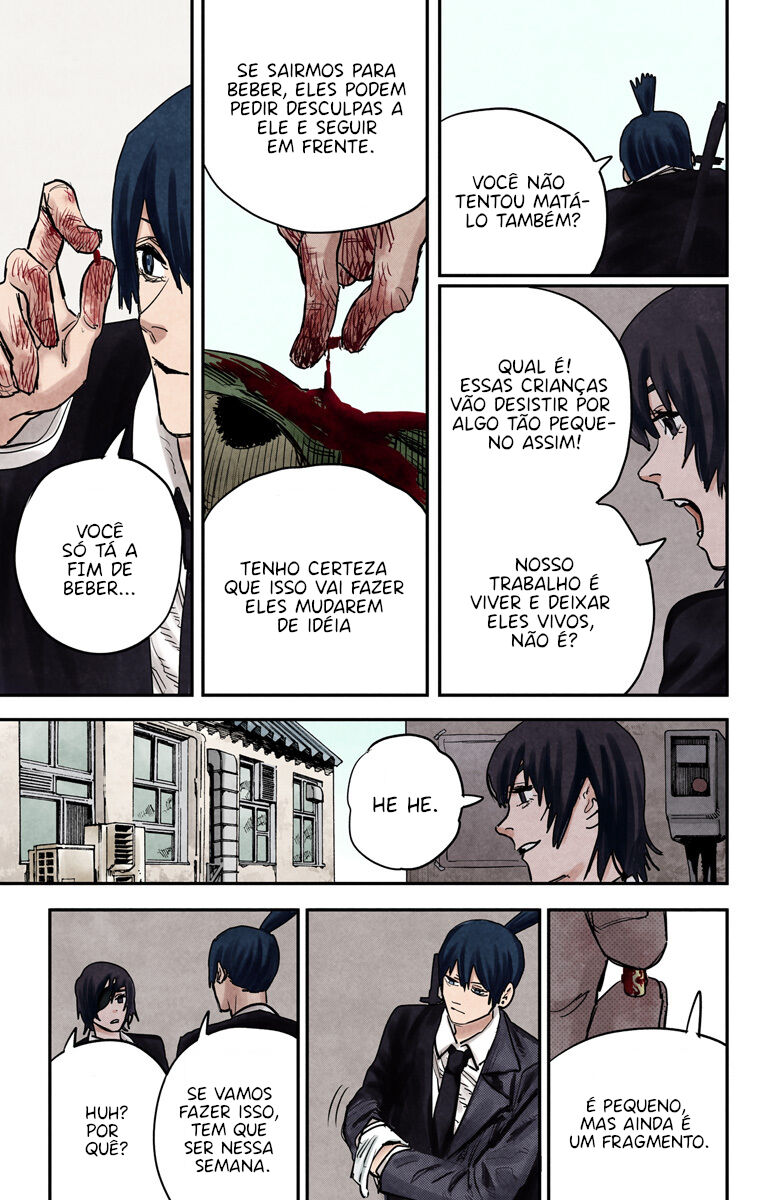 VOCÊ NÃO
TENTOU MATÁ-
LO TAMBÉM?
QUAL É!
ESSAS CRIANÇAS
VÃO DESISTIR POR
ALGO TÃO PEQUE-
NO ASSIM!
NOSSO
TRABALHO É
VIVER E DEIXAR
ELES VIVOS,
NÃO É?
SE SAIRMOS PARA
BEBER, ELES PODEM
PEDIR DESCULPAS A
ELE E SEGUIR
EM FRENTE.
TENHO CERTEZA
QUE ISSO VAI FAZER
ELES MUDAREM
DE IDÉIA
VOCÊ
SÓ TÁ A
FIM DE
BEBER...
HE HE.
É PEQUENO,
MAS AINDA É
UM FRAGMENTO.
SE VAMOS
FAZER ISSO,
TEM QUE
SER NESSA
SEMANA.
HUH?
POR
QUÊ?